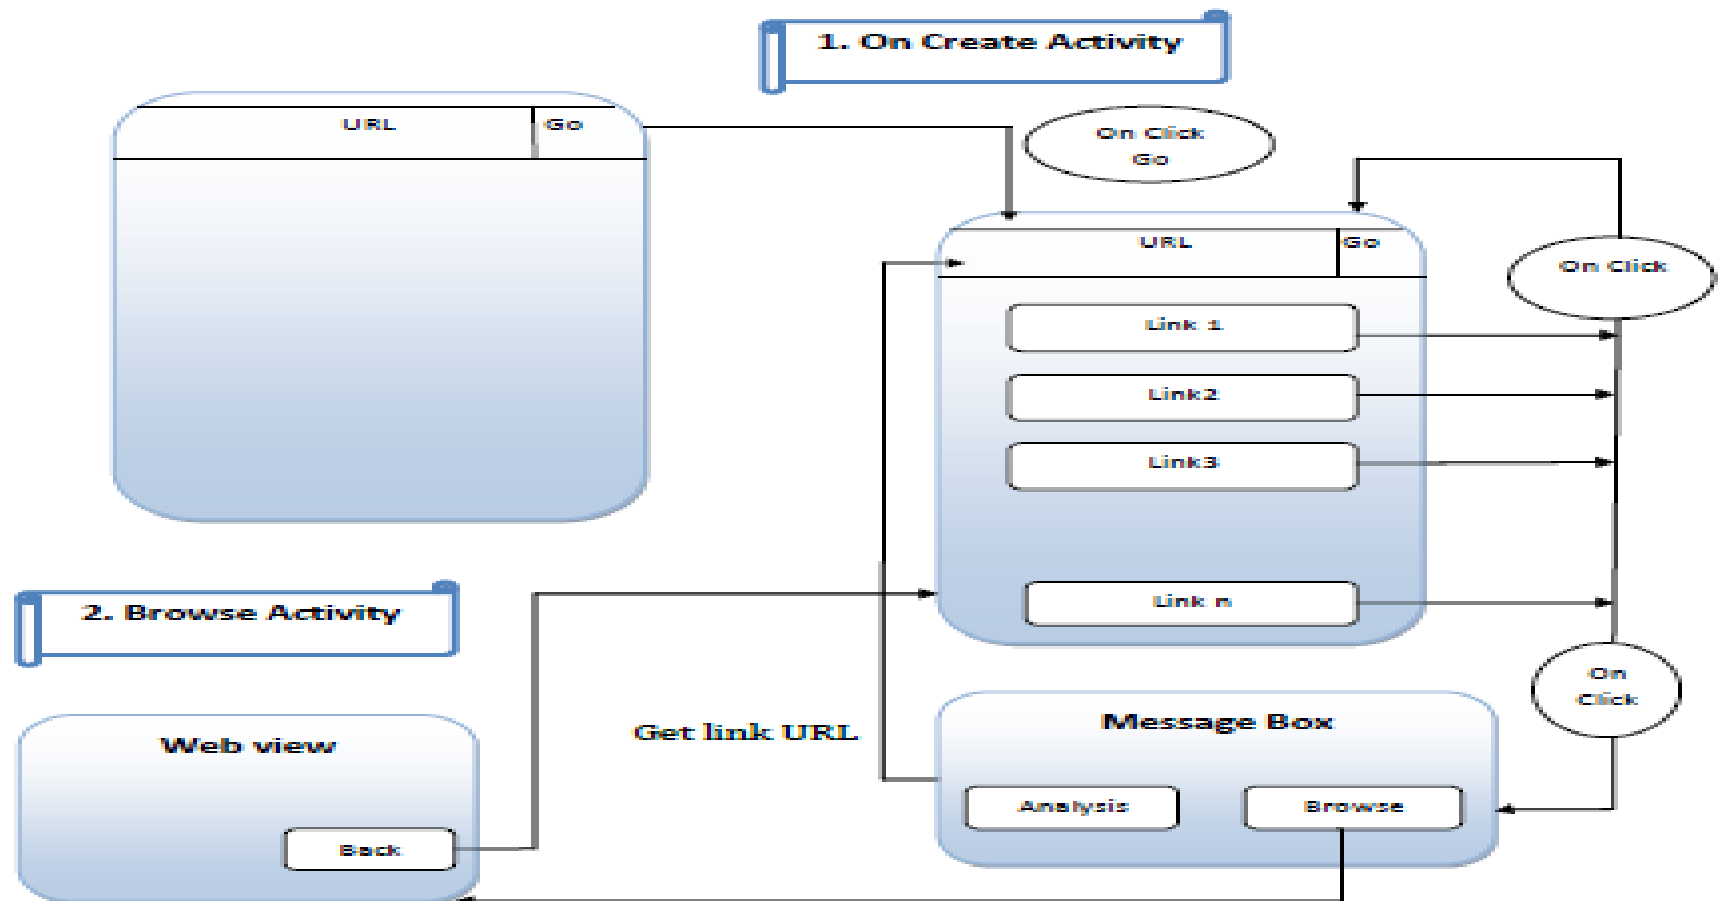 1. On Create Activity
URL
Go
On Click
Go
URL
Go
On Click
Link 1
Link2
Link3
Link n
2. Browse Activity
On
Click
Message Box
Get link URL
Web view
Analysis
Browse
Back